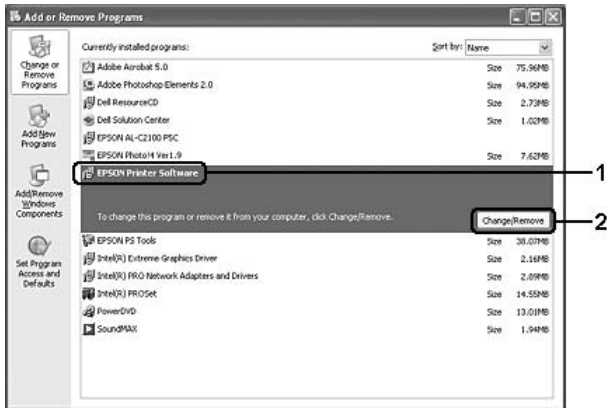 Add or Remove Programs
Change or
Remove
Programs
Add New
Programs
Add/Remove
Windows
Components
Set Program
Access and
Defaults
Currently installed programs:
Sort by: Name
Adobe Acrobat 5.0 Size 75.96MB
Adobe Photoshop Elements 2.0 Size 94.95MB
Dell ResourceCD Size 2.73MB
Dell Solution Center Size 1.02MB
EPSON AL-C2100 PSC
EPSON PhotoQuicker Size 7.62MB
EPSON Printer Software 1
To change this program or remove it from your computer, click Change/Remove.
Change/Remove 2
EPSON PS Tools Size 38.07MB
Intel(R) Extreme Graphics Driver Size 2.16MB
Intel(R) PRO Network Adapters and Drivers Size 2.89MB
Intel(R) PROSet Size 14.55MB
PowerDVD Size 13.01MB
SoundMAX Size 1.94MB